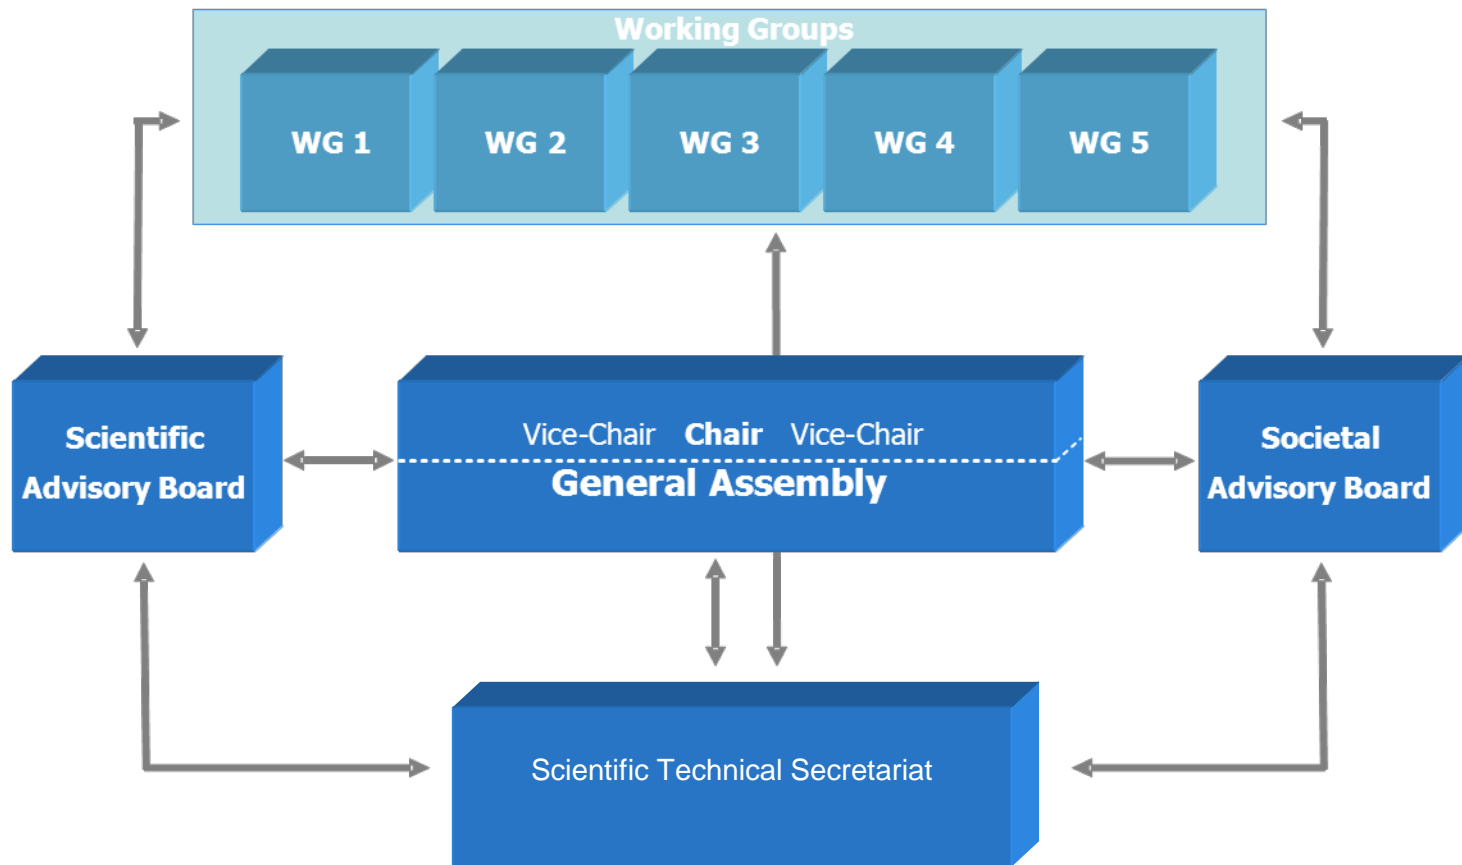 Working Groups
WG 1 WG 2 WG 3 WG 4 WG 5
Scientific
Advisory Board
Vice-Chair Chair Vice-Chair
General Assembly
Societal
Advisory Board
Scientific Technical Secretariat